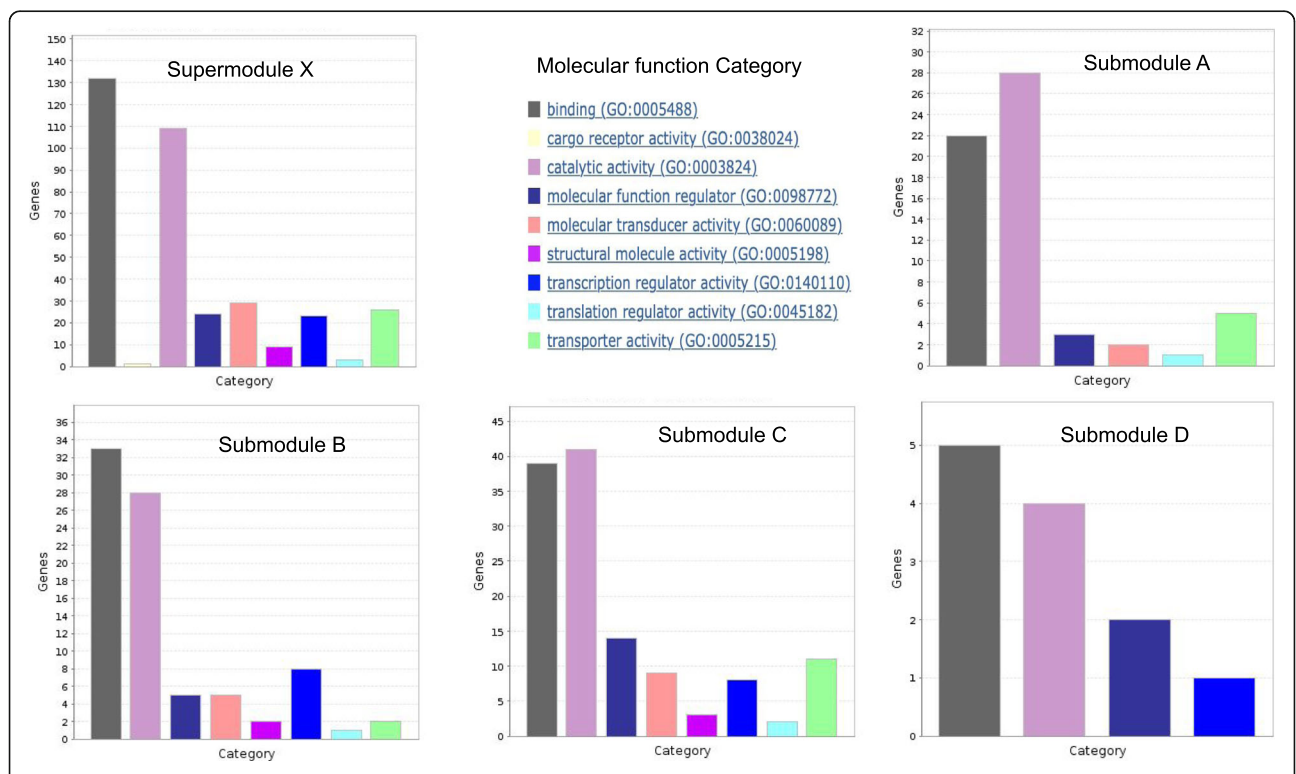 Supermodule X
150
140
130
120
110
100
90
80
70
60
50
40
30
20
10
0
Genes
Category
Molecular function Category
binding (GO:0005488)
cargo receptor activity (GO:0038024)
catalytic activity (GO:0003824)
molecular function regulator (GO:0098772)
molecular transducer activity (GO:0060089)
structural molecule activity (GO:0005198)
transcription regulator activity (GO:0140110)
translation regulator activity (GO:0045182)
transporter activity (GO:0005215)
Submodule A
32
30
28
26
24
22
20
18
16
14
12
10
8
6
4
2
0
Genes
Category
Submodule B
36
34
32
30
28
26
24
22
20
18
16
14
12
10
8
6
4
2
0
Genes
Category
Submodule C
45
40
35
30
25
20
15
10
5
0
Genes
Category
Submodule D
5
4
3
2
1
0
Genes
Category